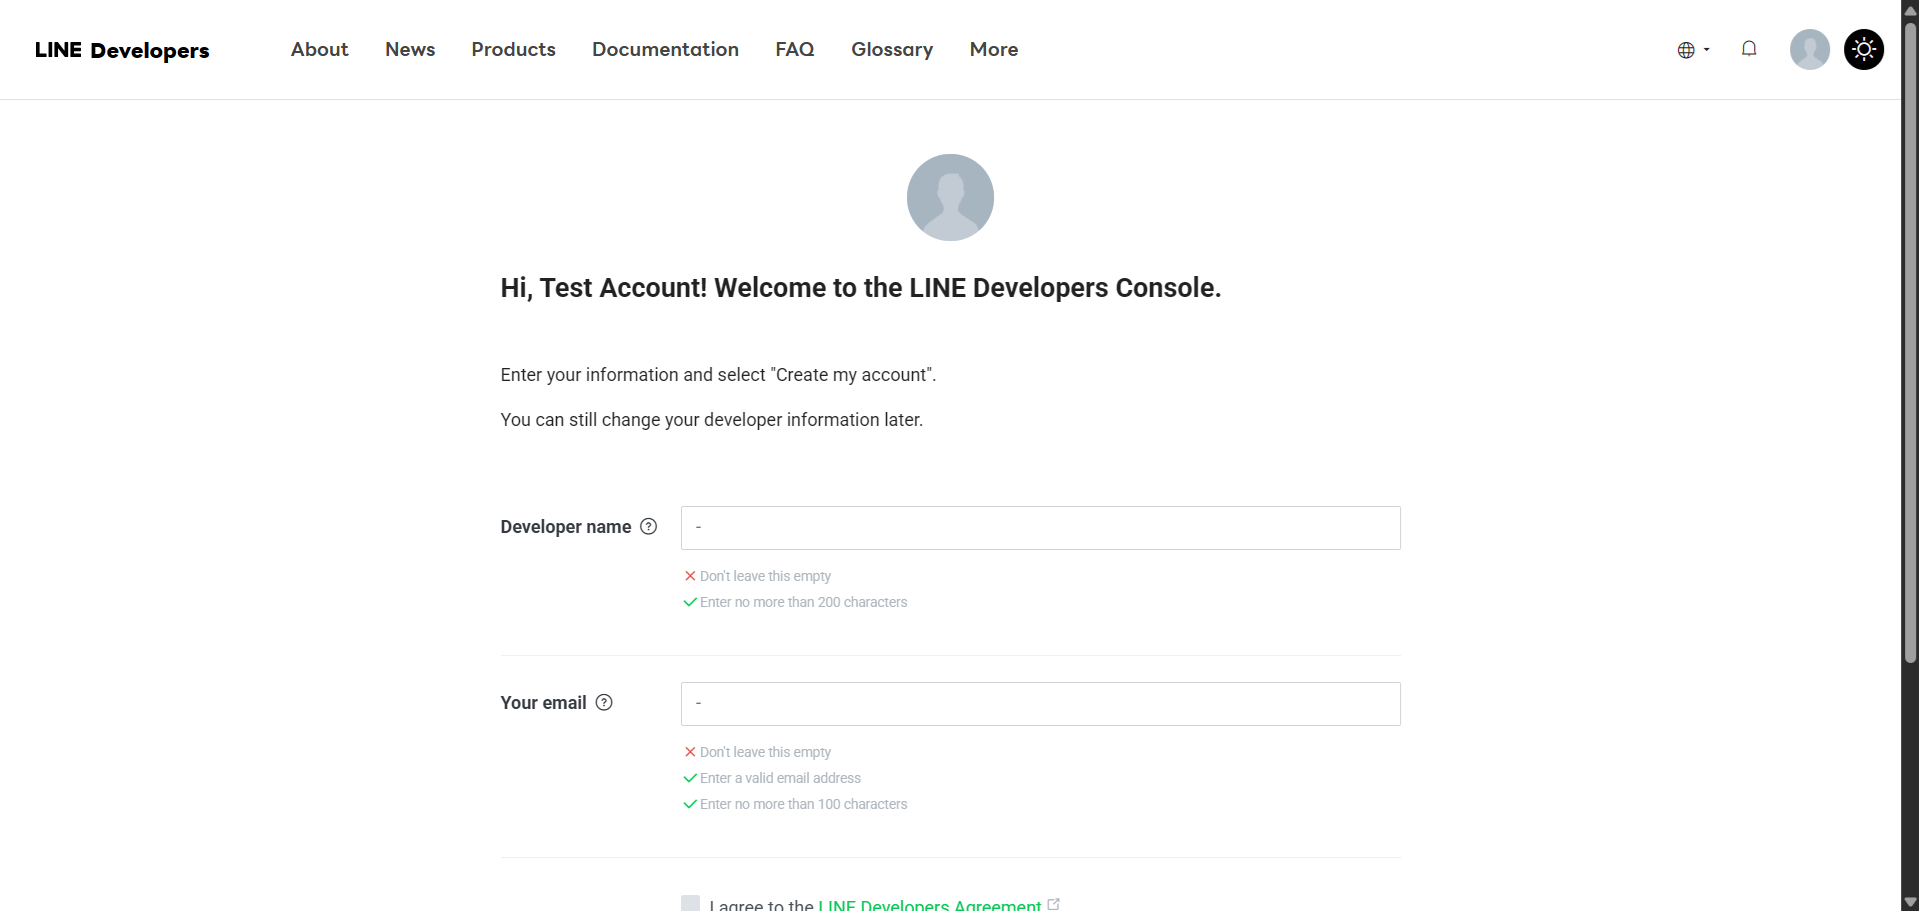 LINE Developers
About News Products Documentation FAQ Glossary More
Hi, Test Account! Welcome to the LINE Developers Console.
Enter your information and select "Create my account".
You can still change your developer information later.
Developer name ?
-
Don't leave this empty
Enter no more than 200 characters
Your email ?
-
Don't leave this empty
Enter a valid email address
Enter no more than 100 characters
I agree to the LINE Developers Agreement